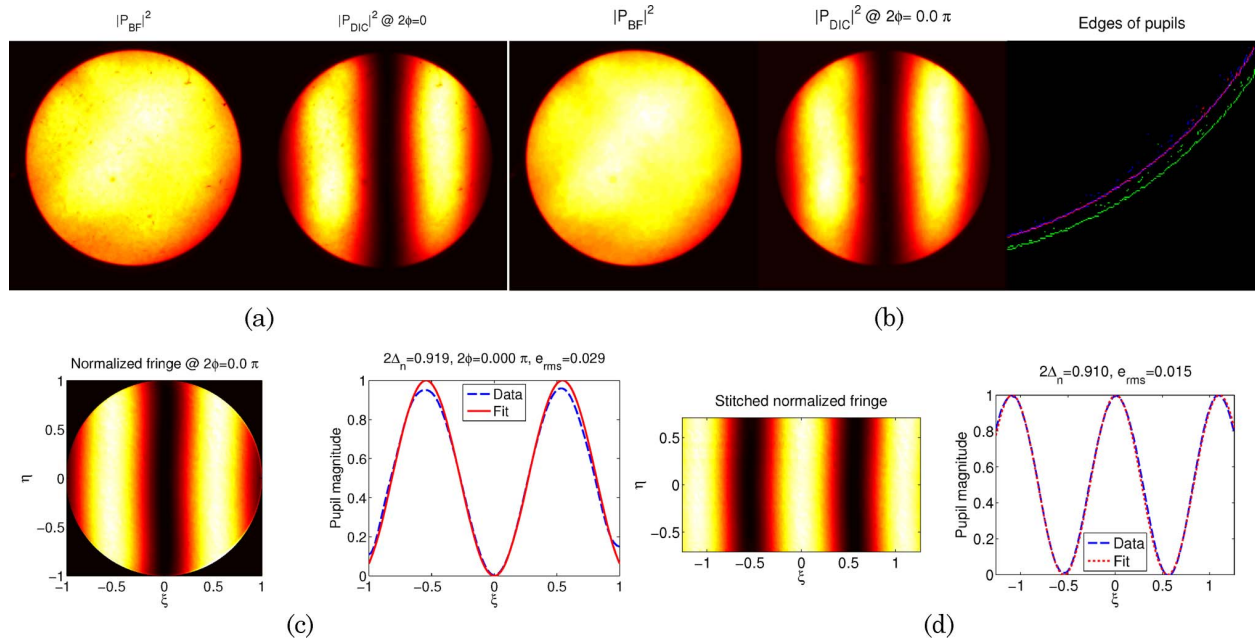 |P_BF|²
|P_DIC|² @ 2ϕ=0
|P_BF|²
|P_DIC|² @ 2ϕ= 0.0 π
Edges of pupils
(a)
(b)
Normalized fringe @ 2ϕ=0.0 π
1
0.5
0
−0.5
−1
η
−1 −0.5 0 0.5 1
ξ
2Δ_n=0.919, 2ϕ=0.000 π, e_rms=0.029
1
0.8
0.6
0.4
0.2
0
Pupil magnitude
Data
Fit
−1 −0.5 0 0.5 1
ξ
(c)
Stitched normalized fringe
0.5
0
−0.5
η
−1 −0.5 0 0.5 1
ξ
2Δ_n=0.910, e_rms=0.015
1
0.8
0.6
0.4
0.2
0
Pupil magnitude
Data
Fit
−1 −0.5 0 0.5 1
ξ
(d)